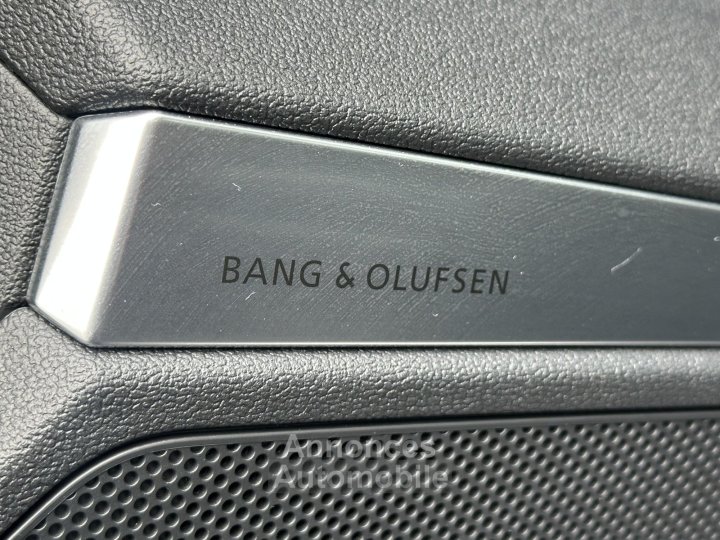 BANG & OLUFSEN
Annonces
Automobile